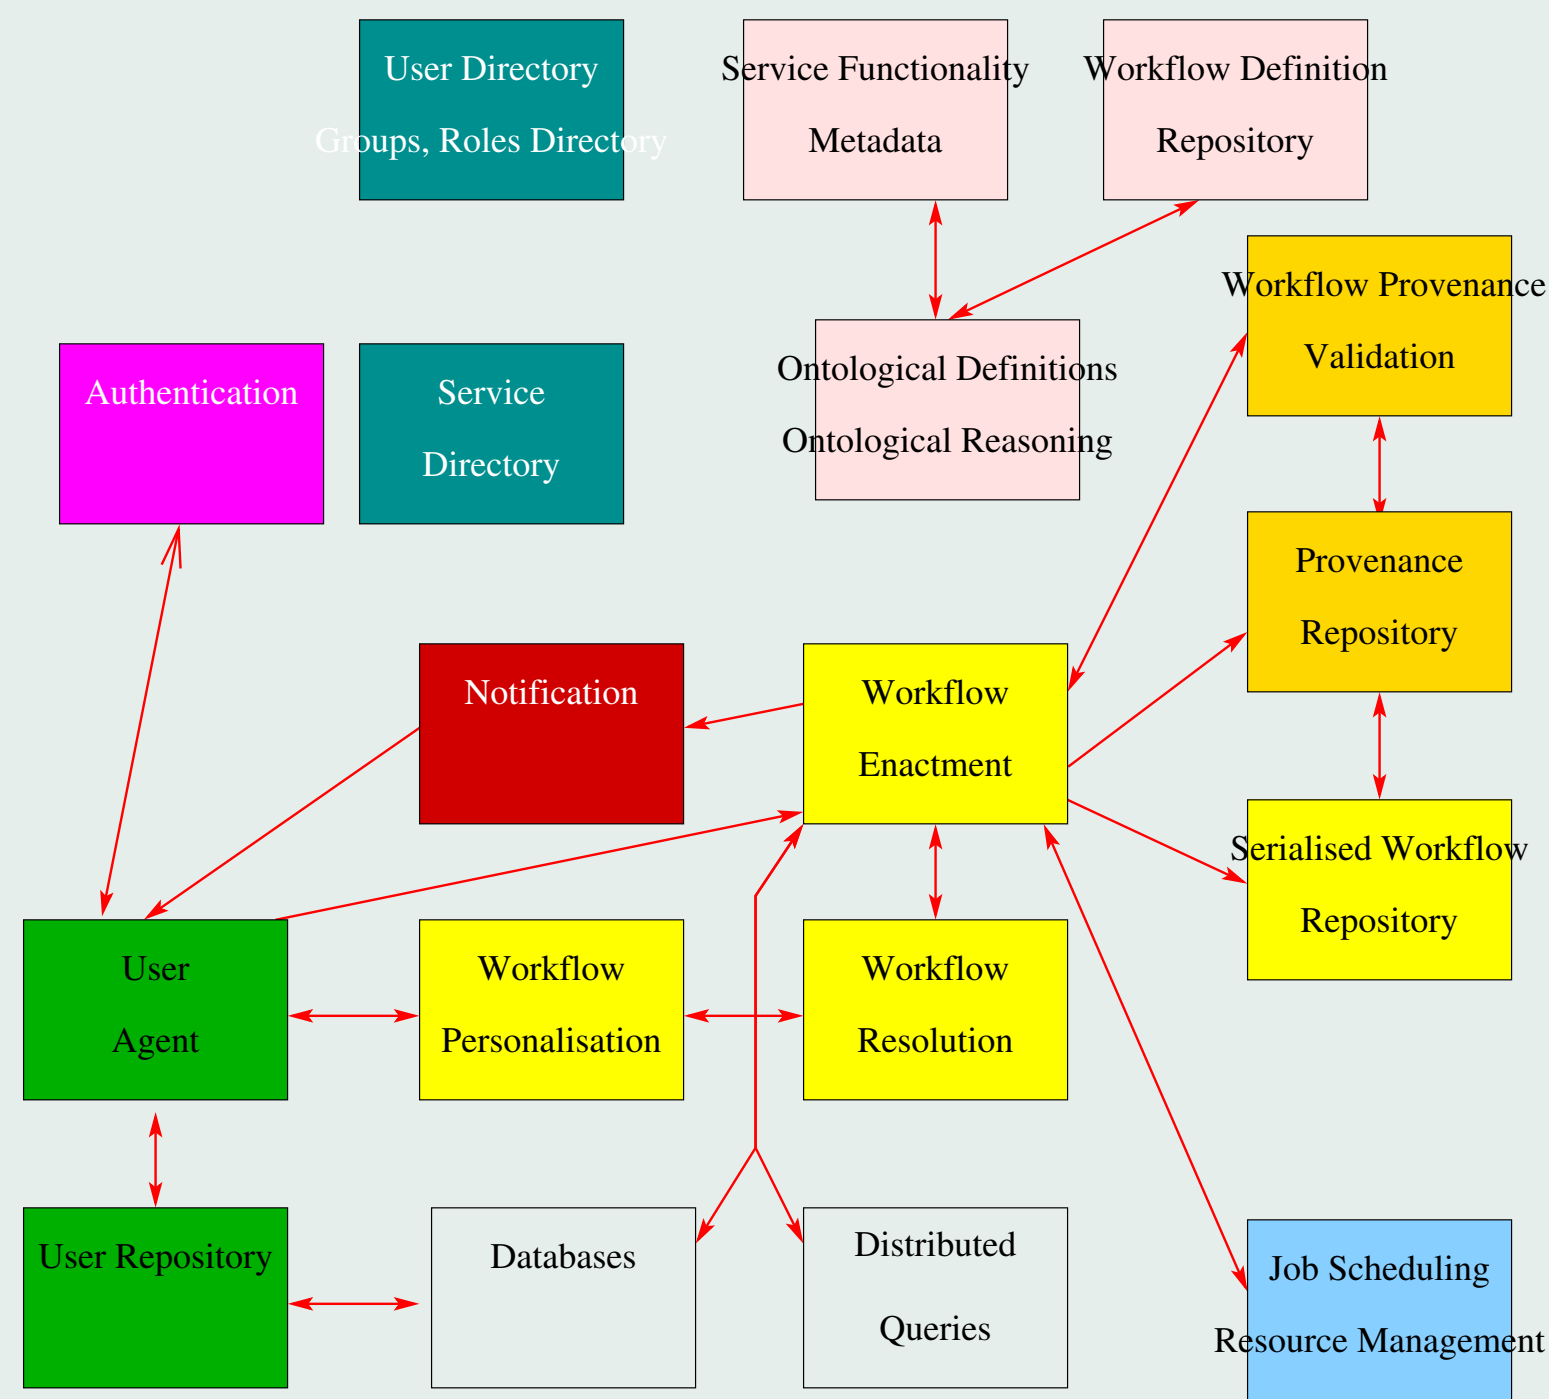 User Directory
Groups, Roles Directory
Service Functionality
Metadata
Workflow Definition
Repository
Workflow Provenance
Validation
Authentication
Service
Directory
Ontological Definitions
Ontological Reasoning
Provenance
Repository
Notification
Workflow
Enactment
Serialised Workflow
Repository
User
Agent
Workflow
Personalisation
Workflow
Resolution
User Repository
Databases
Distributed
Queries
Job Scheduling
Resource Management